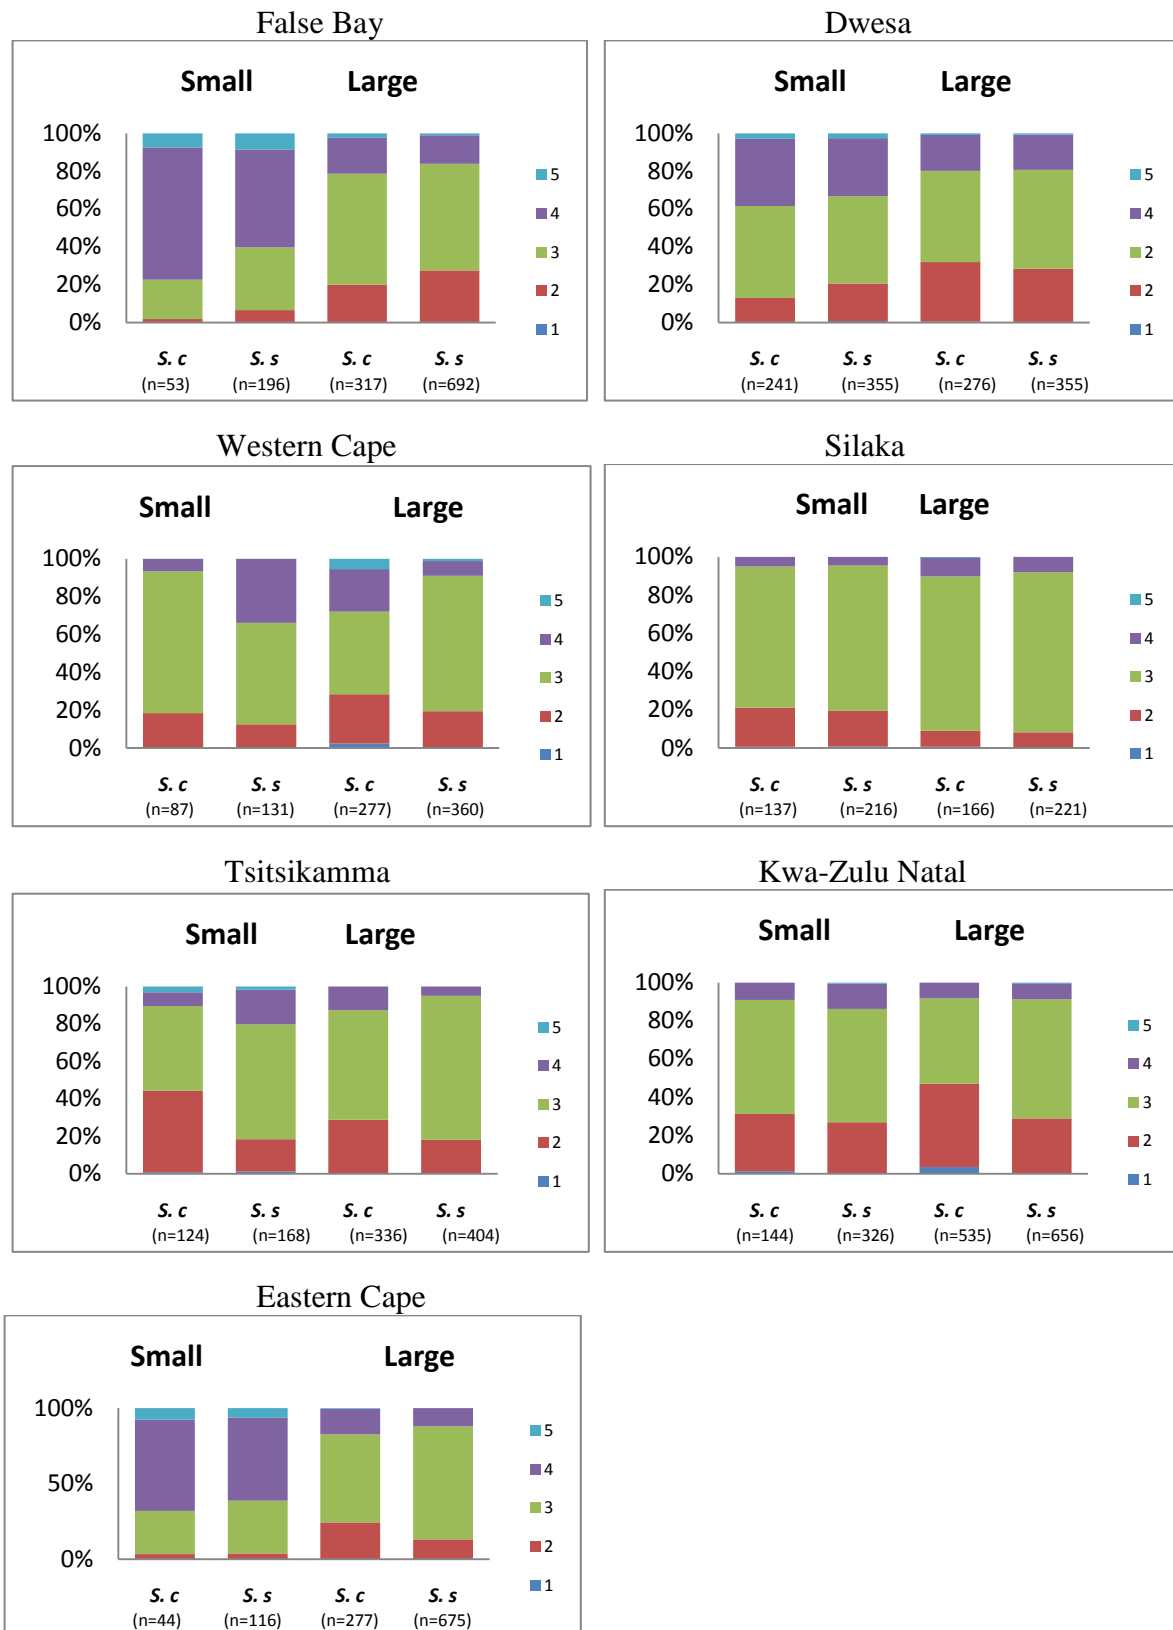 False Bay
Small Large
100%
80%
60%
40%
20%
0%
5
4
3
2
1
S. c S. s S. c S. s
(n=53) (n=196) (n=317) (n=692)
Dwesa
Small Large
100%
80%
60%
40%
20%
0%
5
4
2
2
1
S. c S. s S. c S. s
(n=241) (n=355) (n=276) (n=355)
Western Cape
Small Large
100%
80%
60%
40%
20%
0%
5
4
3
2
1
S. c S. s S. c S. s
(n=87) (n=131) (n=277) (n=360)
Silaka
Small Large
100%
80%
60%
40%
20%
0%
5
4
3
2
1
S. c S. s S. c S. s
(n=137) (n=216) (n=166) (n=221)
Tsitsikamma
Small Large
100%
80%
60%
40%
20%
0%
5
4
3
2
1
S. c S. s S. c S. s
(n=124) (n=168) (n=336) (n=404)
Kwa-Zulu Natal
Small Large
100%
80%
60%
40%
20%
0%
5
4
3
2
1
S. c S. s S. c S. s
(n=144) (n=326) (n=535) (n=656)
Eastern Cape
Small Large
100%
50%
0%
5
4
3
2
1
S. c S. s S. c S. s
(n=44) (n=116) (n=277) (n=675)